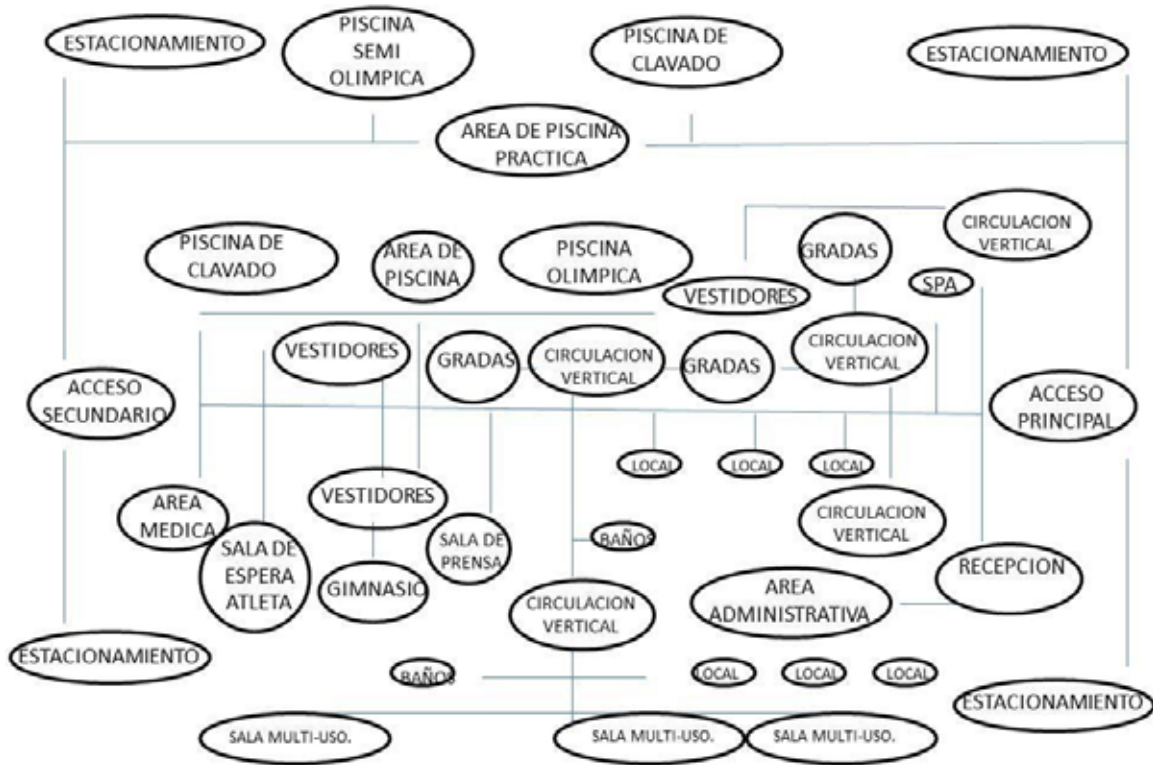 ESTACIONAMIENTO
PISCINA
SEMI
OLIMPICA
PISCINA DE
CLAVADO
ESTACIONAMIENTO
AREA DE PISCINA
PRACTICA
PISCINA DE
CLAVADO
AREA DE
PISCINA
PISCINA
OLIMPICA
VESTIDORES
GRADAS
CIRCULACION
VERTICAL
SPA
VESTIDORES
GRADAS
CIRCULACION
VERTICAL
GRADAS
CIRCULACION
VERTICAL
ACCESO
SECUNDARIO
ACCESO
PRINCIPAL
LOCAL
LOCAL
LOCAL
AREA
MEDICA
SALA DE
ESPERA
ATLETA
VESTIDORES
GIMNASIO
SALA DE
PRENSA
BAÑOS
CIRCULACION
VERTICAL
RECEPCION
CIRCULACION
VERTICAL
AREA
ADMINISTRATIVA
ESTACIONAMIENTO
BAÑOS
LOCAL
LOCAL
LOCAL
ESTACIONAMIENTO
SALA MULTI-USO.
SALA MULTI-USO.
SALA MULTI-USO.